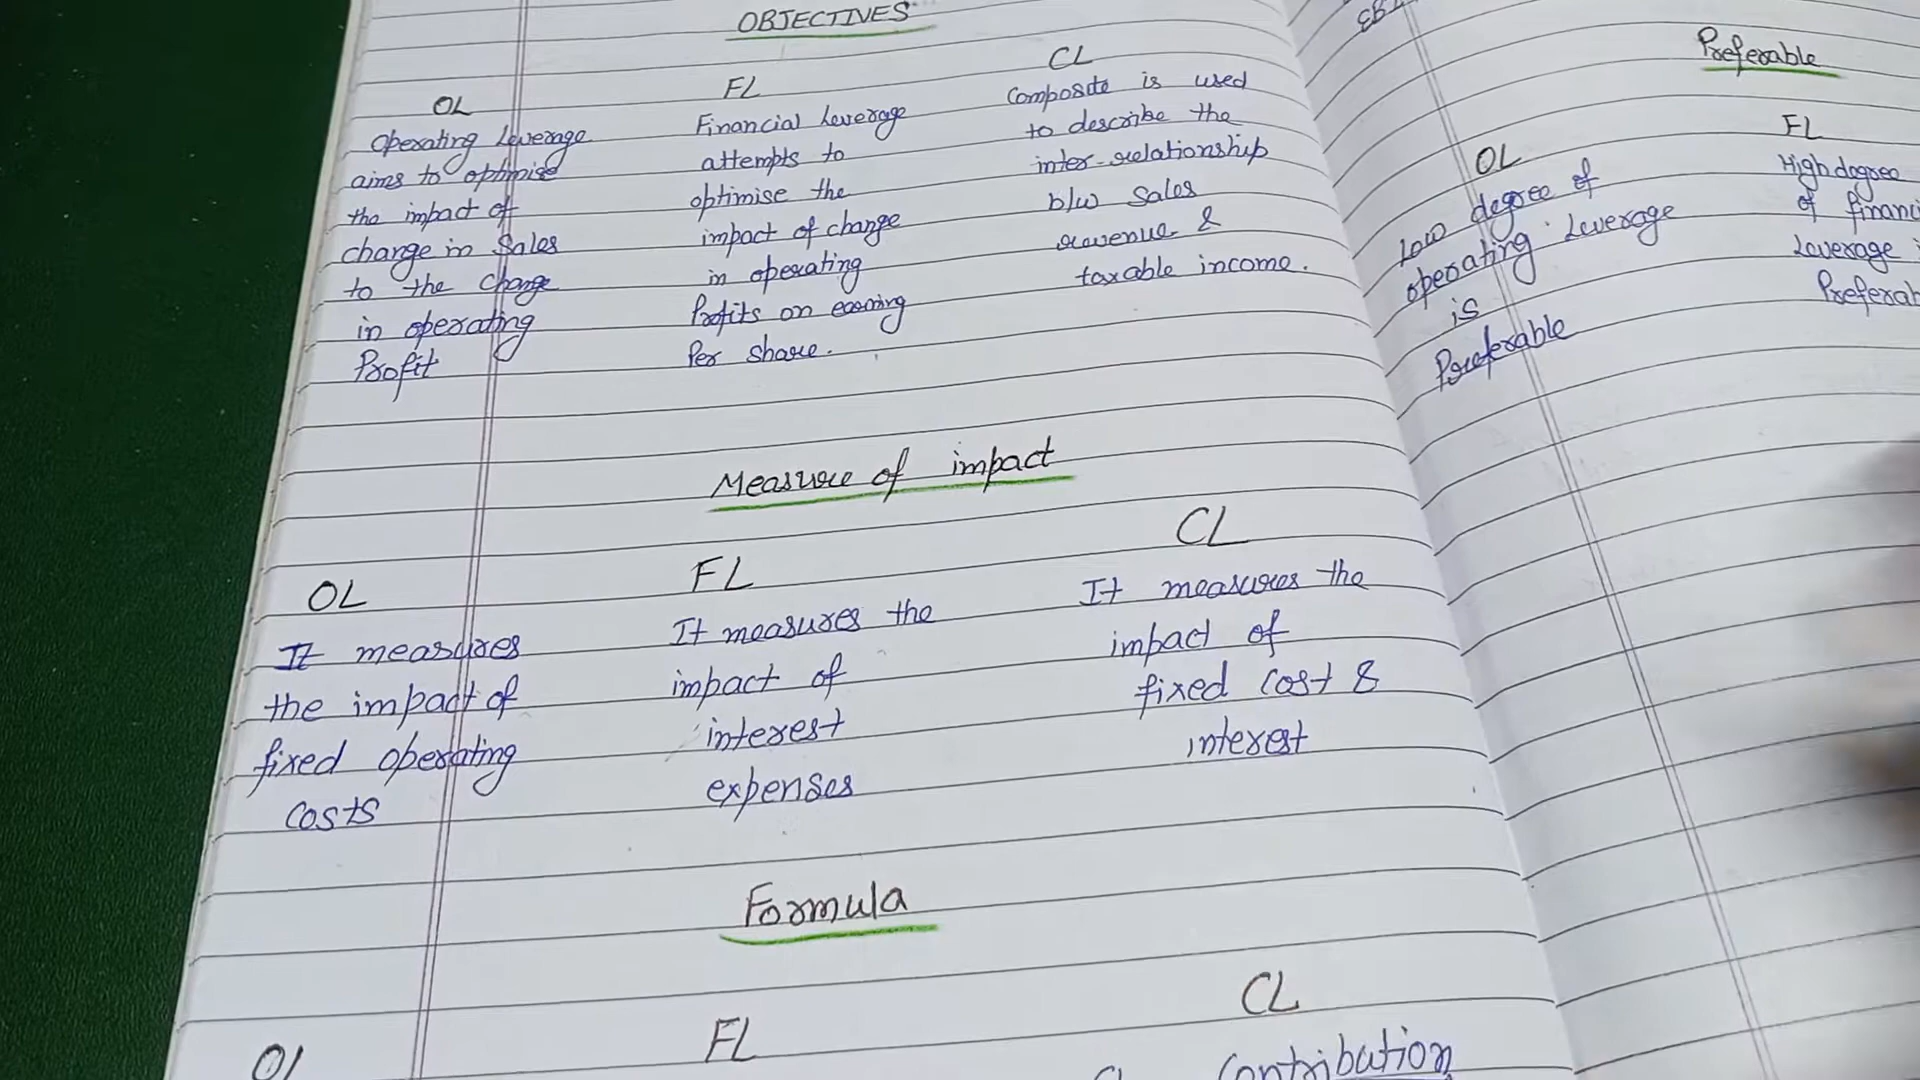 OBJECTIVES
OL
Operating Leverage
aims to optimise
the impact of
change in Sales
to the change
in operating
Profit
FL
Financial Leverage
attempts to
optimise the
impact of change
in operating
Profits on earning
Per share.
CL
Composite is used
to describe the
inter-relationship
b/w Sales
revenue &
taxable income.
Measure of impact
OL
It measures
the impact of
fixed operating
costs
FL
It measures the
impact of
interest
expenses
CL
It measures the
impact of
fixed cost &
interest
Formula
OL
FL
CL
Contribution
Preferable
OL
Low degree of
operating Leverage
is
Preferable
FL
High degree
of
Leverage